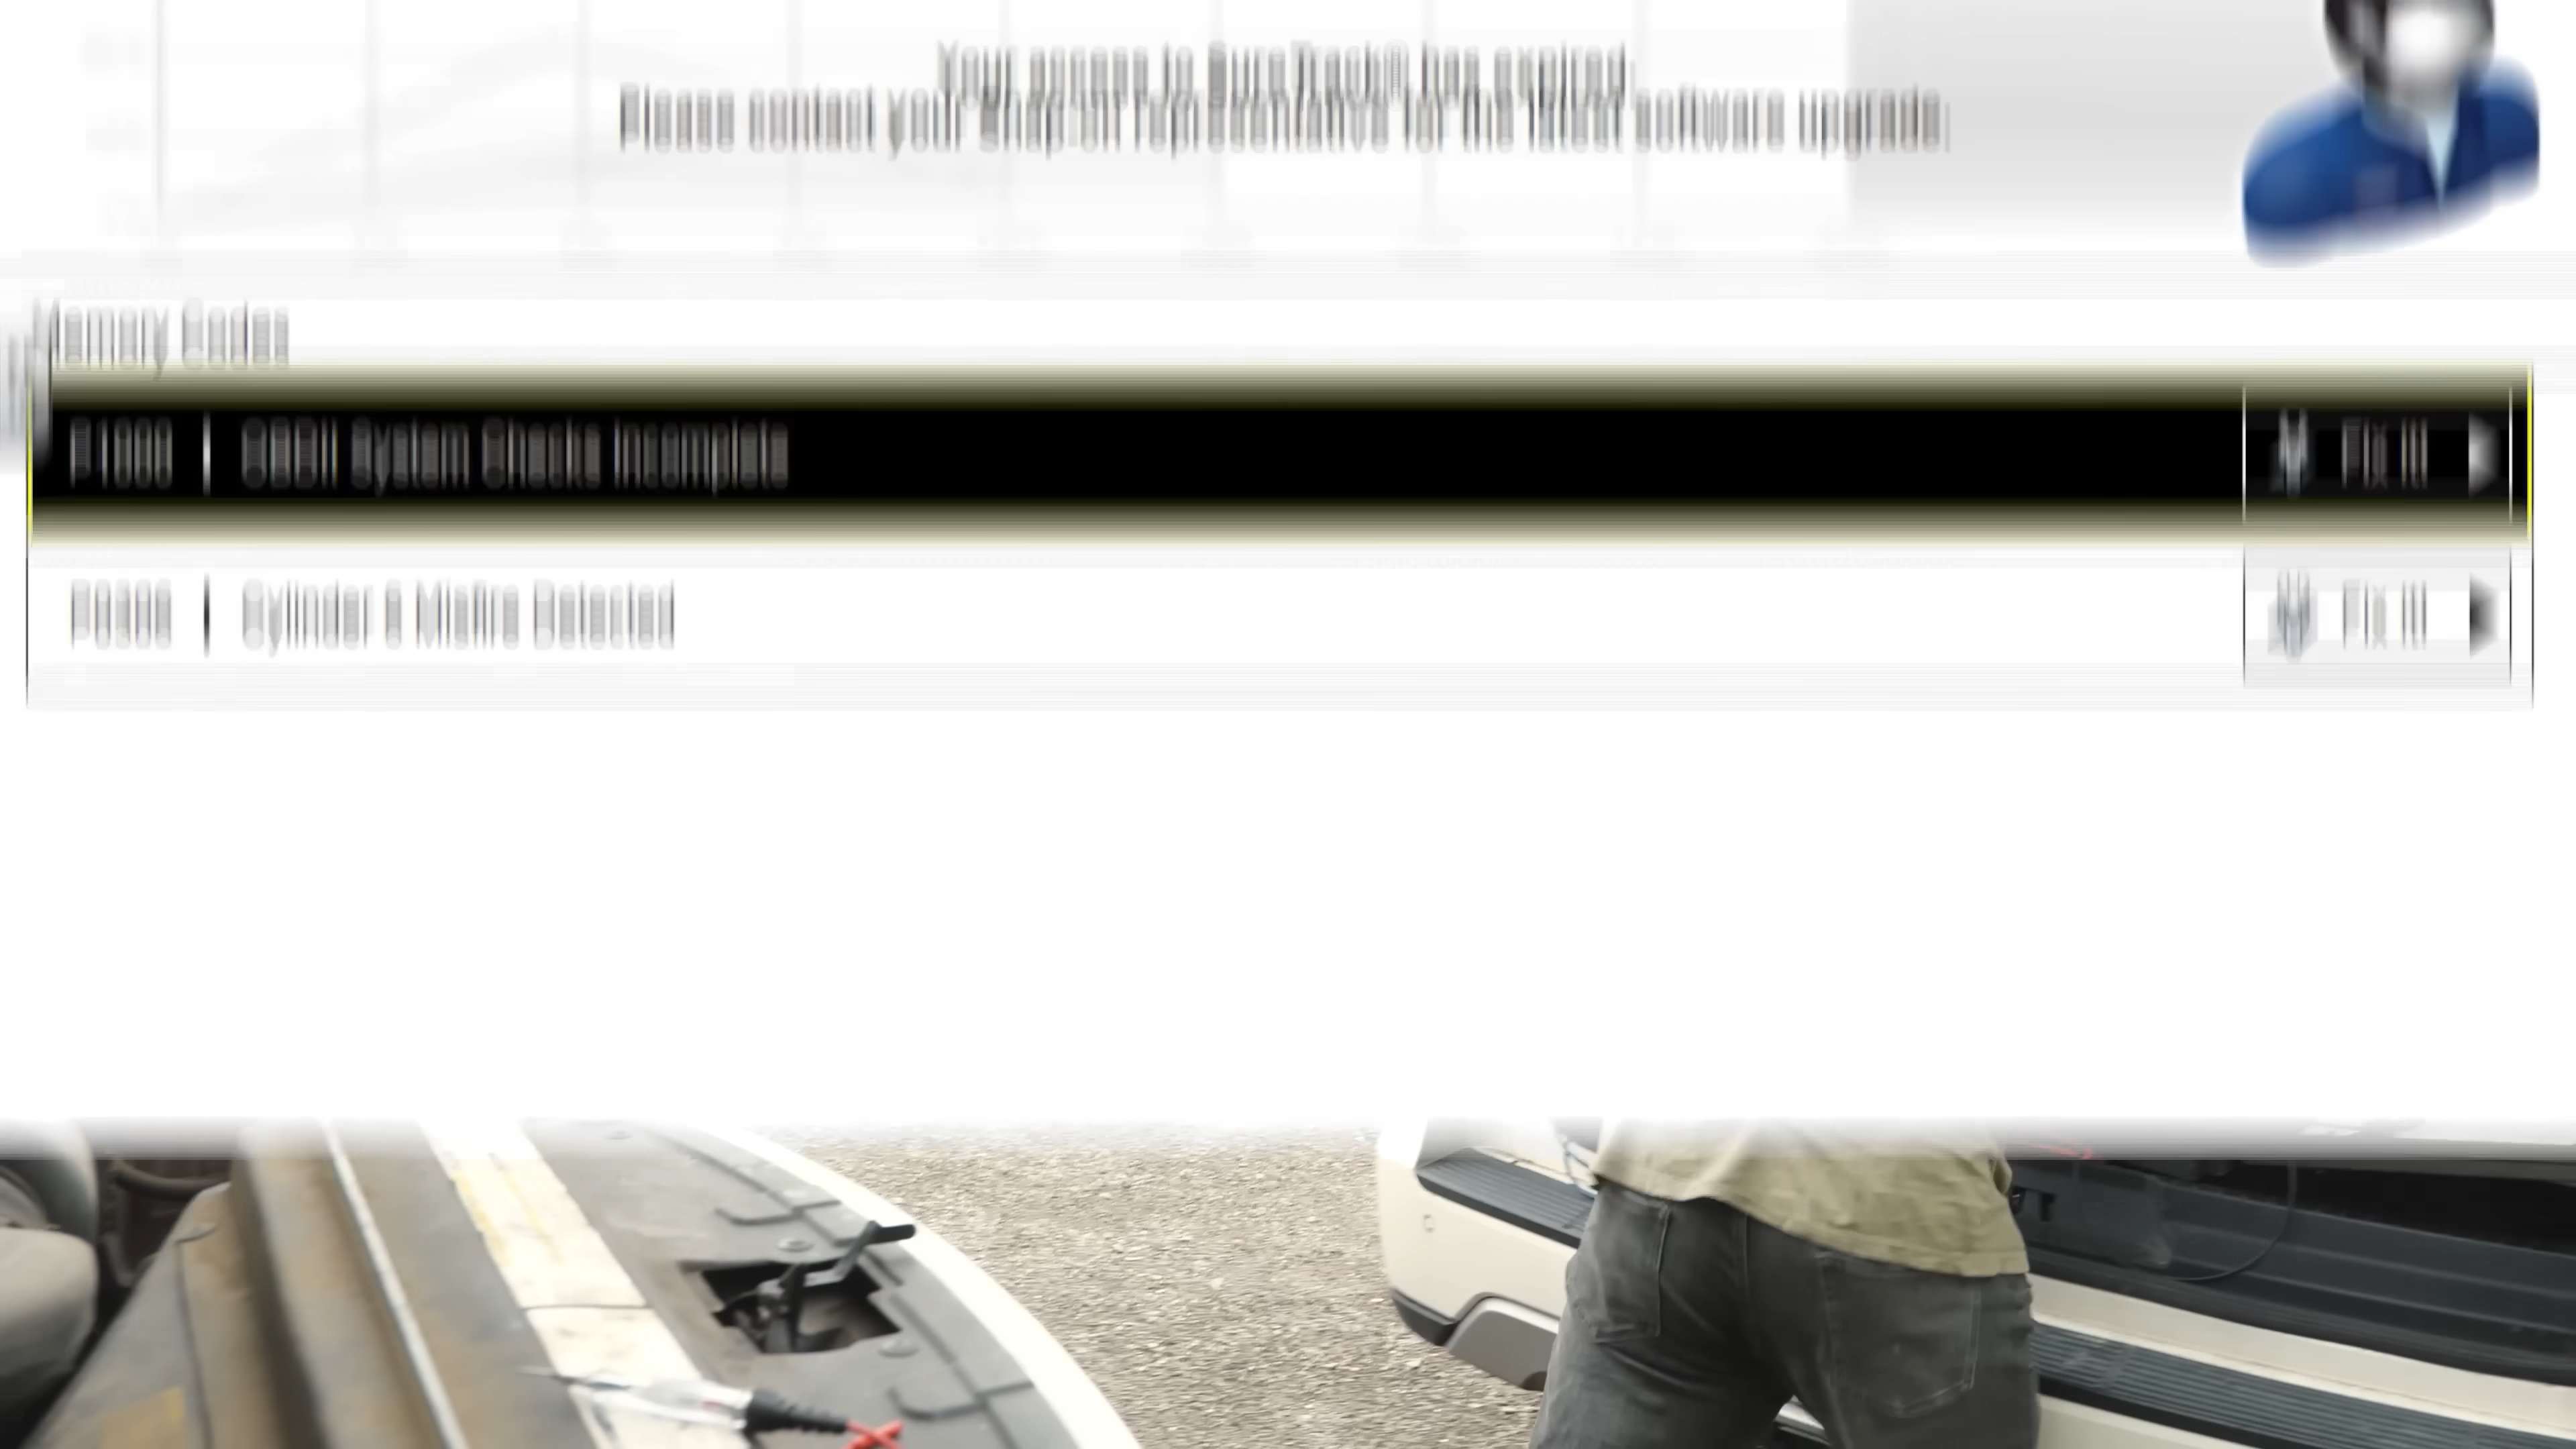 Your access to SureTrack® has expired.
Please contact your Snap-on representative for the latest software upgrade.
Memory Codes
P1000 | OBDII System Checks Incomplete
Fix It!
P0306 | Cylinder 6 Misfire Detected
Fix It!